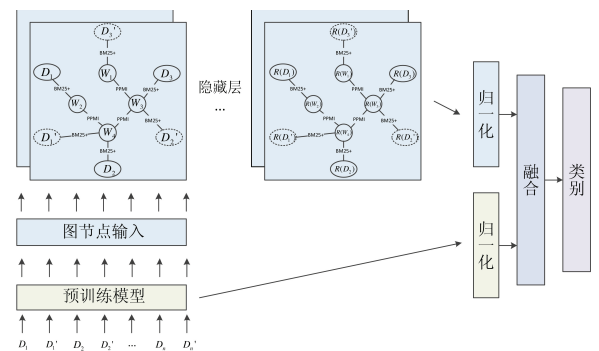 D₃'
BM25+
D₁
W₁
D₃
BM25+
PPMI
BM25+
W₂
W₃
PPMI
PPMI
BM25+
D₁'
BM25+
W₄
BM25+
D₂
隐藏层
...
R(D₃')
BM25+
R(D₁)
R(W₁)
R(D₃)
BM25+
PPMI
BM25+
R(W₂)
R(W₃)
PPMI
PPMI
BM25+
BM25+
R(W₄)
BM25+
R(D₂)
归一化
归一化
融合
类别
图节点输入
预训练模型
D₁ D₁' D₂ D₂' ... Dₙ Dₙ'